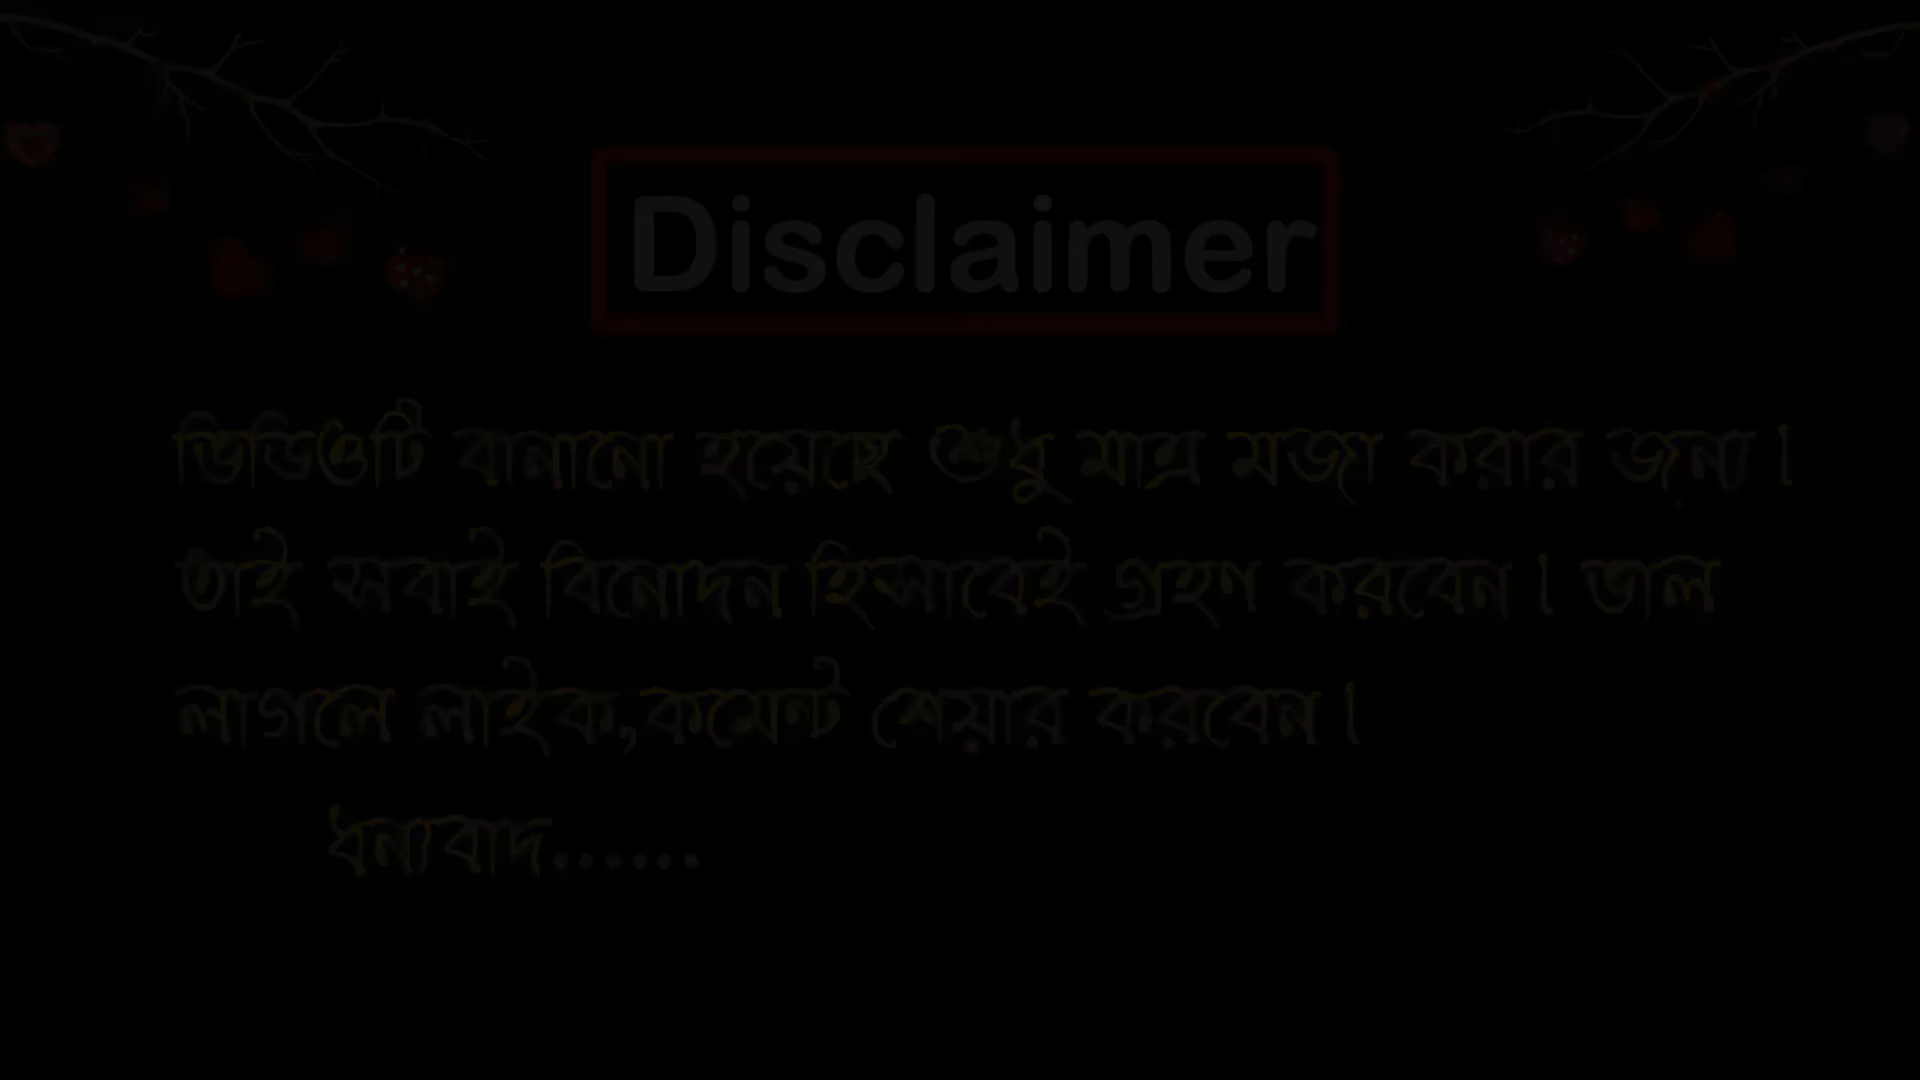 Disclaimer
ভিডিওটি বানানো হয়েছে শুধু মাত্র মজা করার জন্য।
তাই সবাই বিনোদন হিসাবেই গ্রহণ করবেন। ভাল
লাগলে লাইক,কমেন্ট শেয়ার করবেন।
ধন্যবাদ......